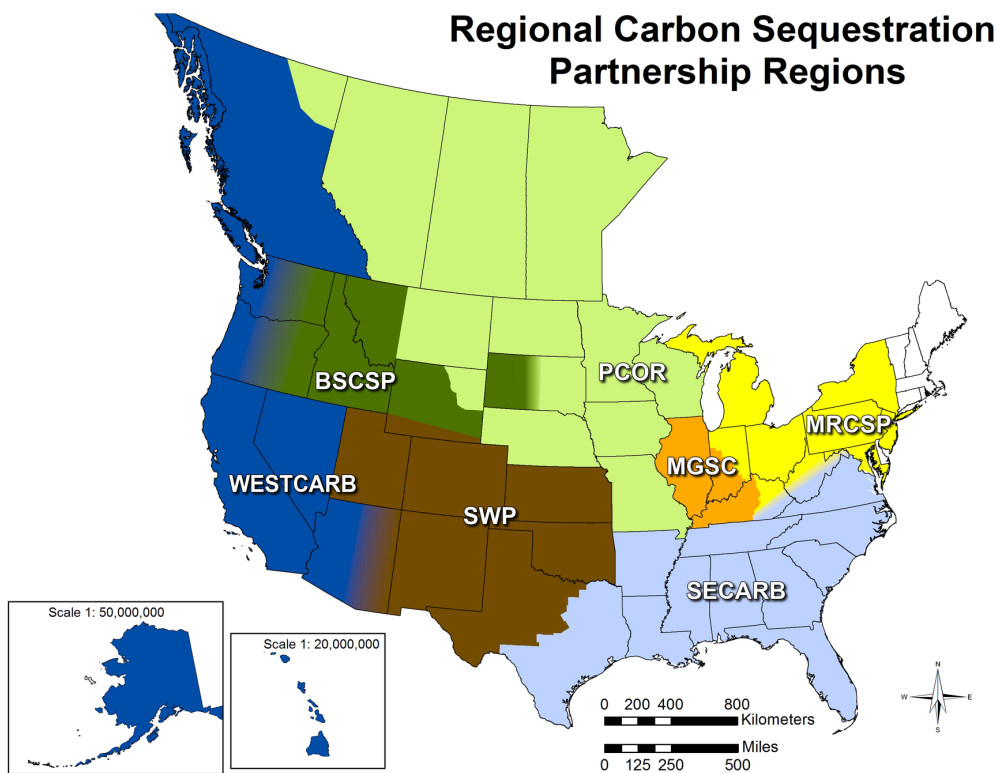 Regional Carbon Sequestration
Partnership Regions
PCOR
BSCSP
MRCSP
MGSC
WESTCARB
SWP
SECARB
Scale 1: 50,000,000
Scale 1: 20,000,000
N
W E
S
0 200 400 800
Kilometers
Miles
0 125 250 500